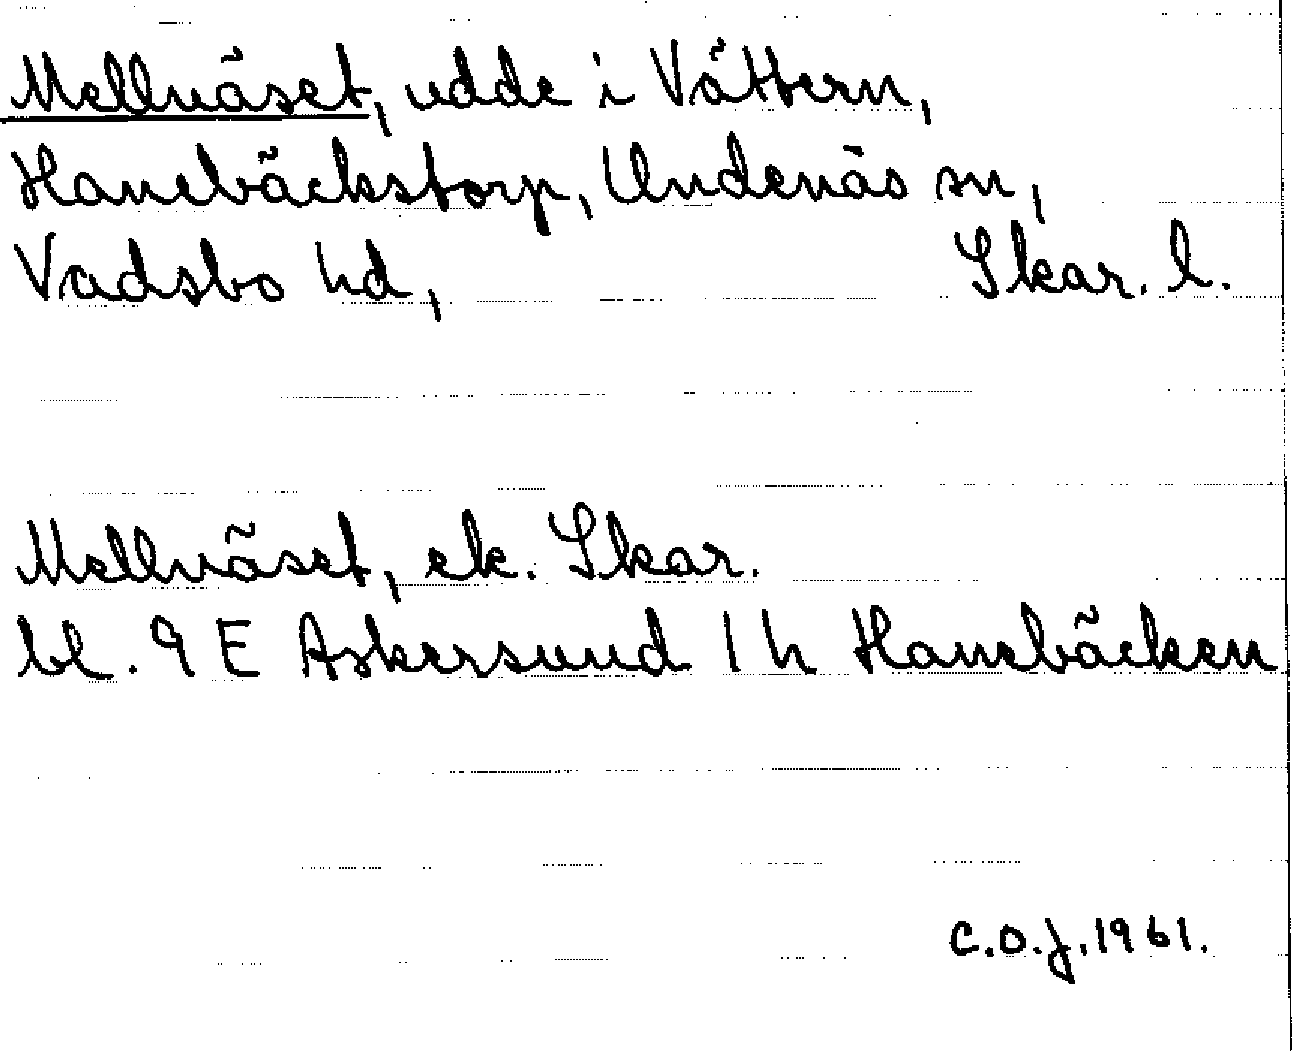 Mellnäset, udde i Vättern,
Hanebäckstorp, Undenäs sn,
Vadsbo hd, Skar. l.
Mellnäset, ek. Skar.
bl. 9 E Askersund 1 h Hanebäcken
C.O.J. 1961.